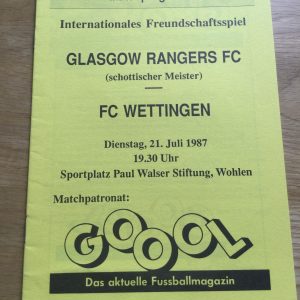 Internationales Freundschaftsspiel
GLASGOW RANGERS FC
(schottischer Meister)
FC WETTINGEN
Dienstag, 21. Juli 1987
19.30 Uhr
Sportplatz Paul Walser Stiftung, Wohlen
Matchpatronat:
GOOOL
Das aktuelle Fussballmagazin